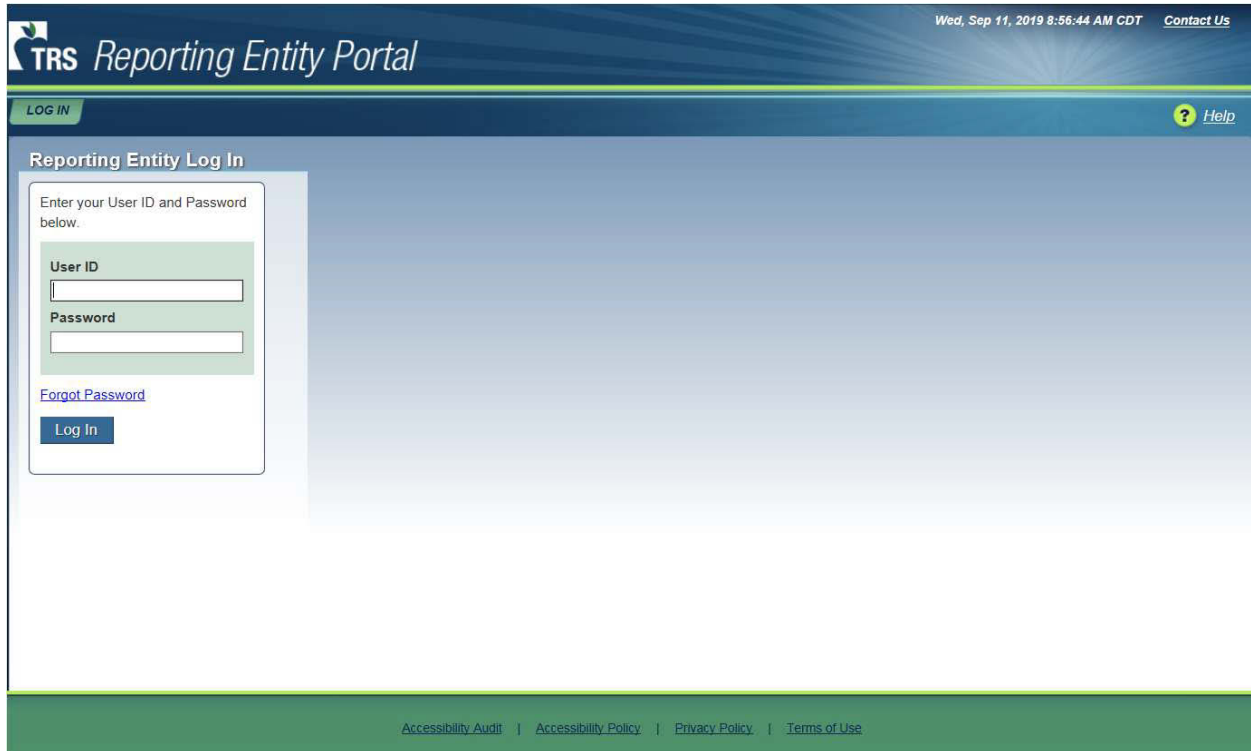 Wed, Sep 11, 2019 8:56:44 AM CDT Contact Us
TRS Reporting Entity Portal
LOG IN
? Help
Reporting Entity Log In
Enter your User ID and Password
below.
User ID
Password
Forgot Password
Log In
Accessibility Audit | Accessibility Policy | Privacy Policy | Terms of Use